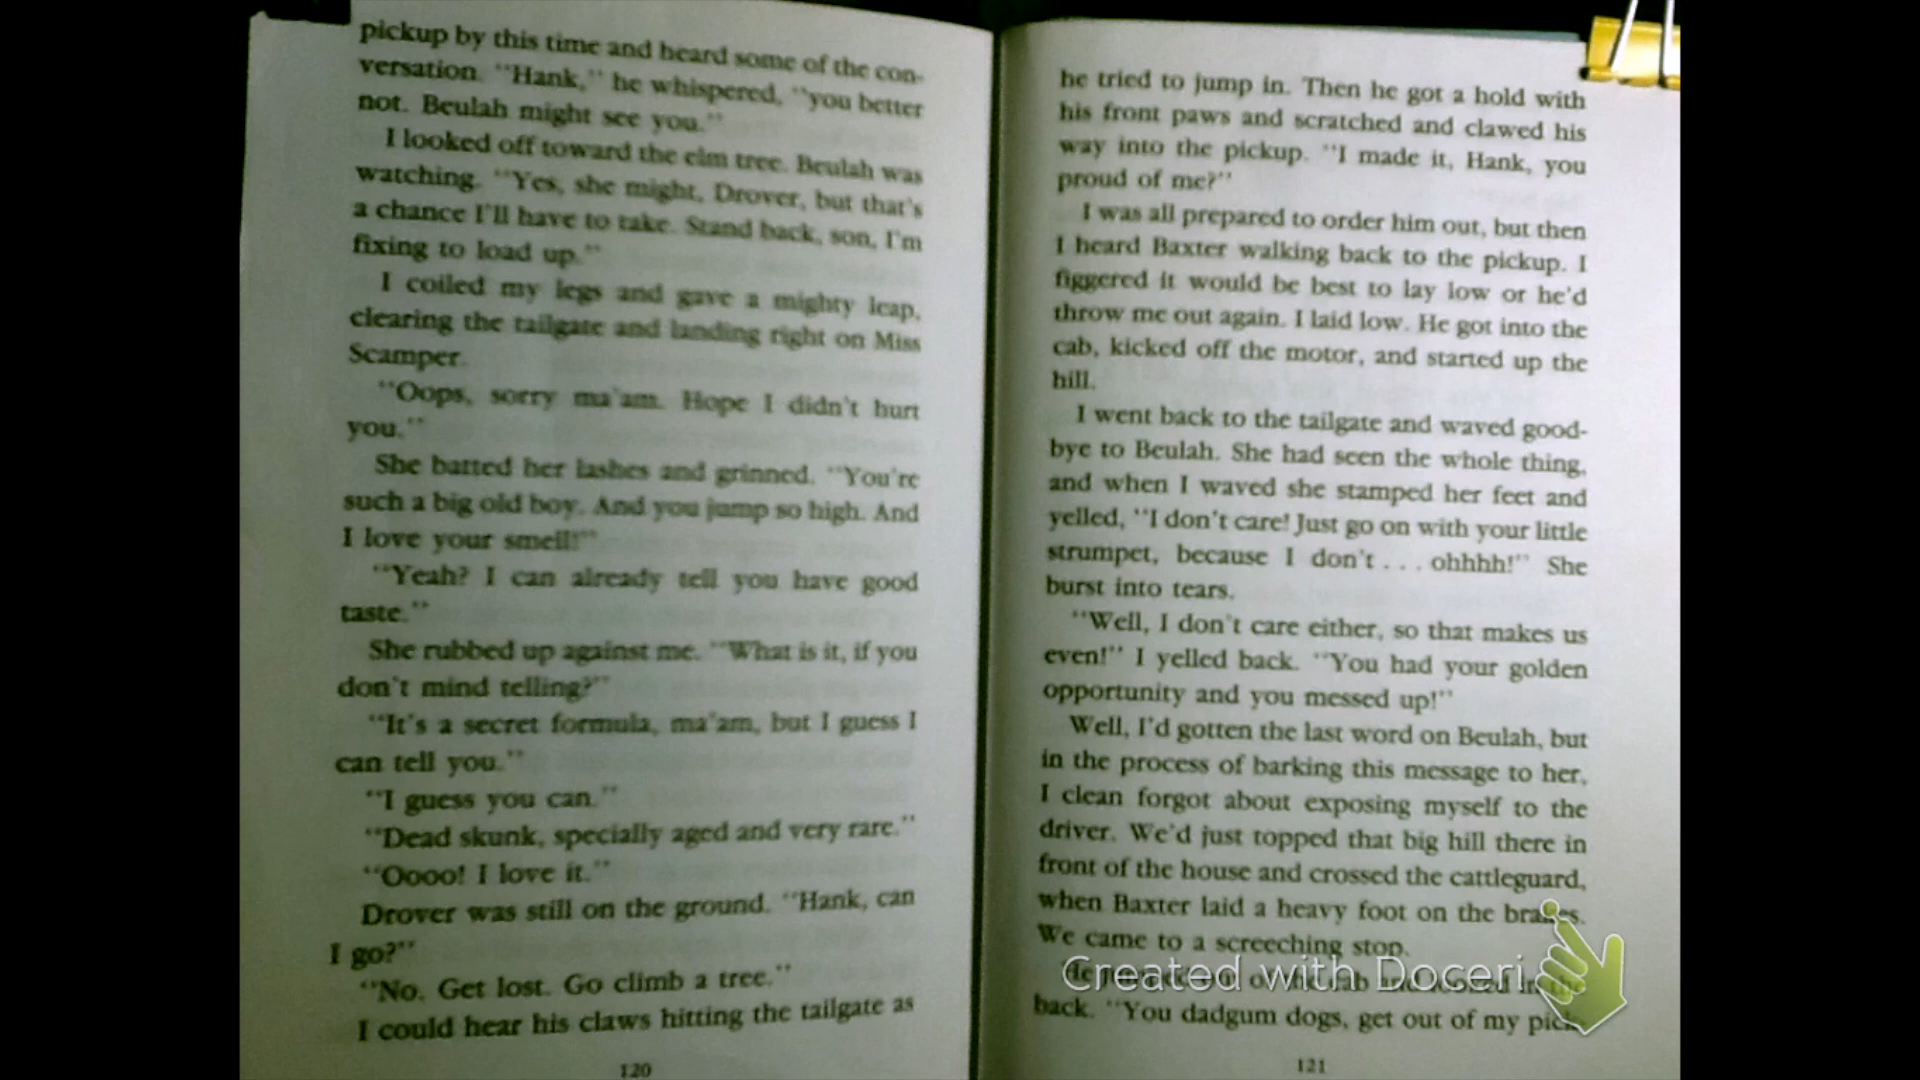 pickup by this time and heard some of the con-
versation. "Hank," he whispered, "you better
not. Beulah might see you."
I looked off toward the elm tree. Beulah was
watching. "Yes, she might, Drover, but that's
a chance I'll have to take. Stand back, son, I'm
fixing to load up."
I coiled my legs and gave a mighty leap,
clearing the tailgate and landing right on Miss
Scamper.
"Oops, sorry ma'am. Hope I didn't hurt
you."
She batted her lashes and grinned. "You're
such a big old boy. And you jump so high. And
I love your smell!"
"Yeah? I can already tell you have good
taste."
She rubbed up against me. "What is it, if you
don't mind telling?"
"It's a secret formula, ma'am, but I guess I
can tell you."
"I guess you can."
"Dead skunk, specially aged and very rare."
"Oooo! I love it."
Drover was still on the ground. "Hank, can
I go?"
"No. Get lost. Go climb a tree."
I could hear his claws hitting the tailgate as
120
he tried to jump in. Then he got a hold with
his front paws and scratched and clawed his
way into the pickup. "I made it, Hank, you
proud of me?"
I was all prepared to order him out, but then
I heard Baxter walking back to the pickup. I
figgered it would be best to lay low or he'd
throw me out again. I laid low. He got into the
cab, kicked off the motor, and started up the
hill.
I went back to the tailgate and waved good-
bye to Beulah. She had seen the whole thing,
and when I waved she stamped her feet and
yelled, "I don't care! Just go on with your little
strumpet, because I don't . . . ohhhh!" She
burst into tears.
"Well, I don't care either, so that makes us
even!" I yelled back. "You had your golden
opportunity and you messed up!"
Well, I'd gotten the last word on Beulah, but
in the process of barking this message to her,
I clean forgot about exposing myself to the
driver. We'd just topped that big hill there in
front of the house and crossed the cattleguard,
when Baxter laid a heavy foot on the brakes.
We came to a screeching stop.
He in the
back. "You dadgum dogs, get out of my pick-
121
Created with Doceri